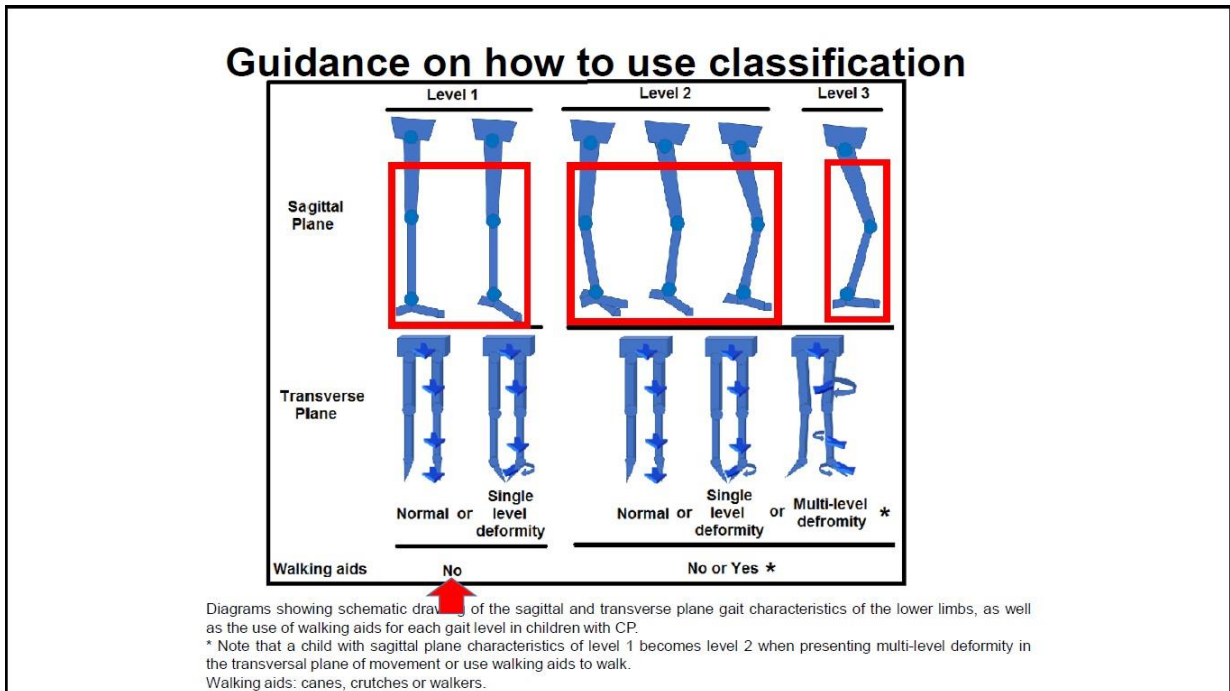 Guidance on how to use classification
Level 1
Level 2
Level 3
Sagittal
Plane
Transverse
Plane
Normal or
Single
level
deformity
Normal or
Single
level
deformity
or
Multi-level
defromity
*
Walking aids
No
No or Yes *
Diagrams showing schematic drawing of the sagittal and transverse plane gait characteristics of the lower limbs, as well
as the use of walking aids for each gait level in children with CP.
* Note that a child with sagittal plane characteristics of level 1 becomes level 2 when presenting multi-level deformity in
the transversal plane of movement or use walking aids to walk.
Walking aids: canes, crutches or walkers.